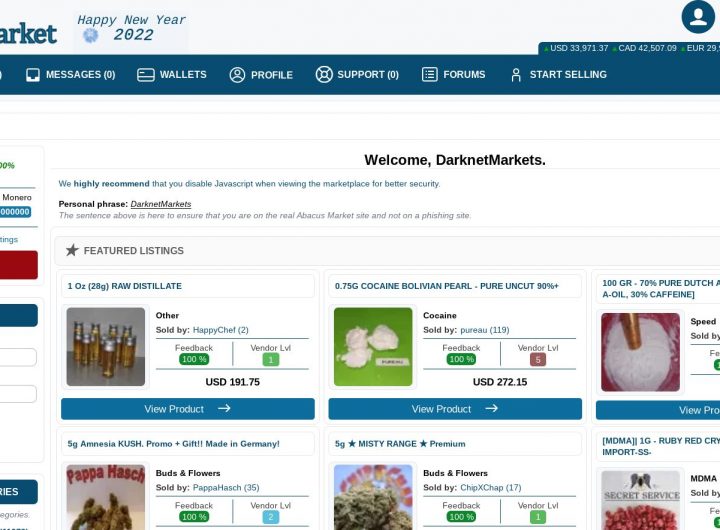 arket
Happy New Year
2022
USD 33,971.37 CAD 42,507.09 EUR 29,9
) MESSAGES (0) WALLETS PROFILE SUPPORT (0) FORUMS START SELLING
00%
Monero
000000
tings
Welcome, DarknetMarkets.
We highly recommend that you disable Javascript when viewing the marketplace for better security.
Personal phrase: DarknetMarkets
The sentence above is here to ensure that you are on the real Abacus Market site and not on a phishing site.
FEATURED LISTINGS
1 Oz (28g) RAW DISTILLATE
Other
Sold by: HappyChef (2)
Feedback Vendor Lvl
100 % 1
USD 191.75
View Product
0.75G COCAINE BOLIVIAN PEARL - PURE UNCUT 90%+
PUREAU
Cocaine
Sold by: pureau (119)
Feedback Vendor Lvl
100 % 5
USD 272.15
View Product
100 GR - 70% PURE DUTCH A
A-OIL, 30% CAFFEINE]
Speed
Sold by
Fe
1
View Pro
5g Amnesia KUSH. Promo + Gift!! Made in Germany!
Pappa Hasch
Buds & Flowers
Sold by: PappaHasch (35)
Feedback Vendor Lvl
100 % 2
5g ★ MISTY RANGE ★ Premium
Buds & Flowers
Sold by: ChipXChap (17)
Feedback Vendor Lvl
100 % 1
[MDMA]| 1G - RUBY RED CRY
IMPORT-SS-
SECRET SERVICE
MDMA
Sold by
Fe
1
RIES
tegories.